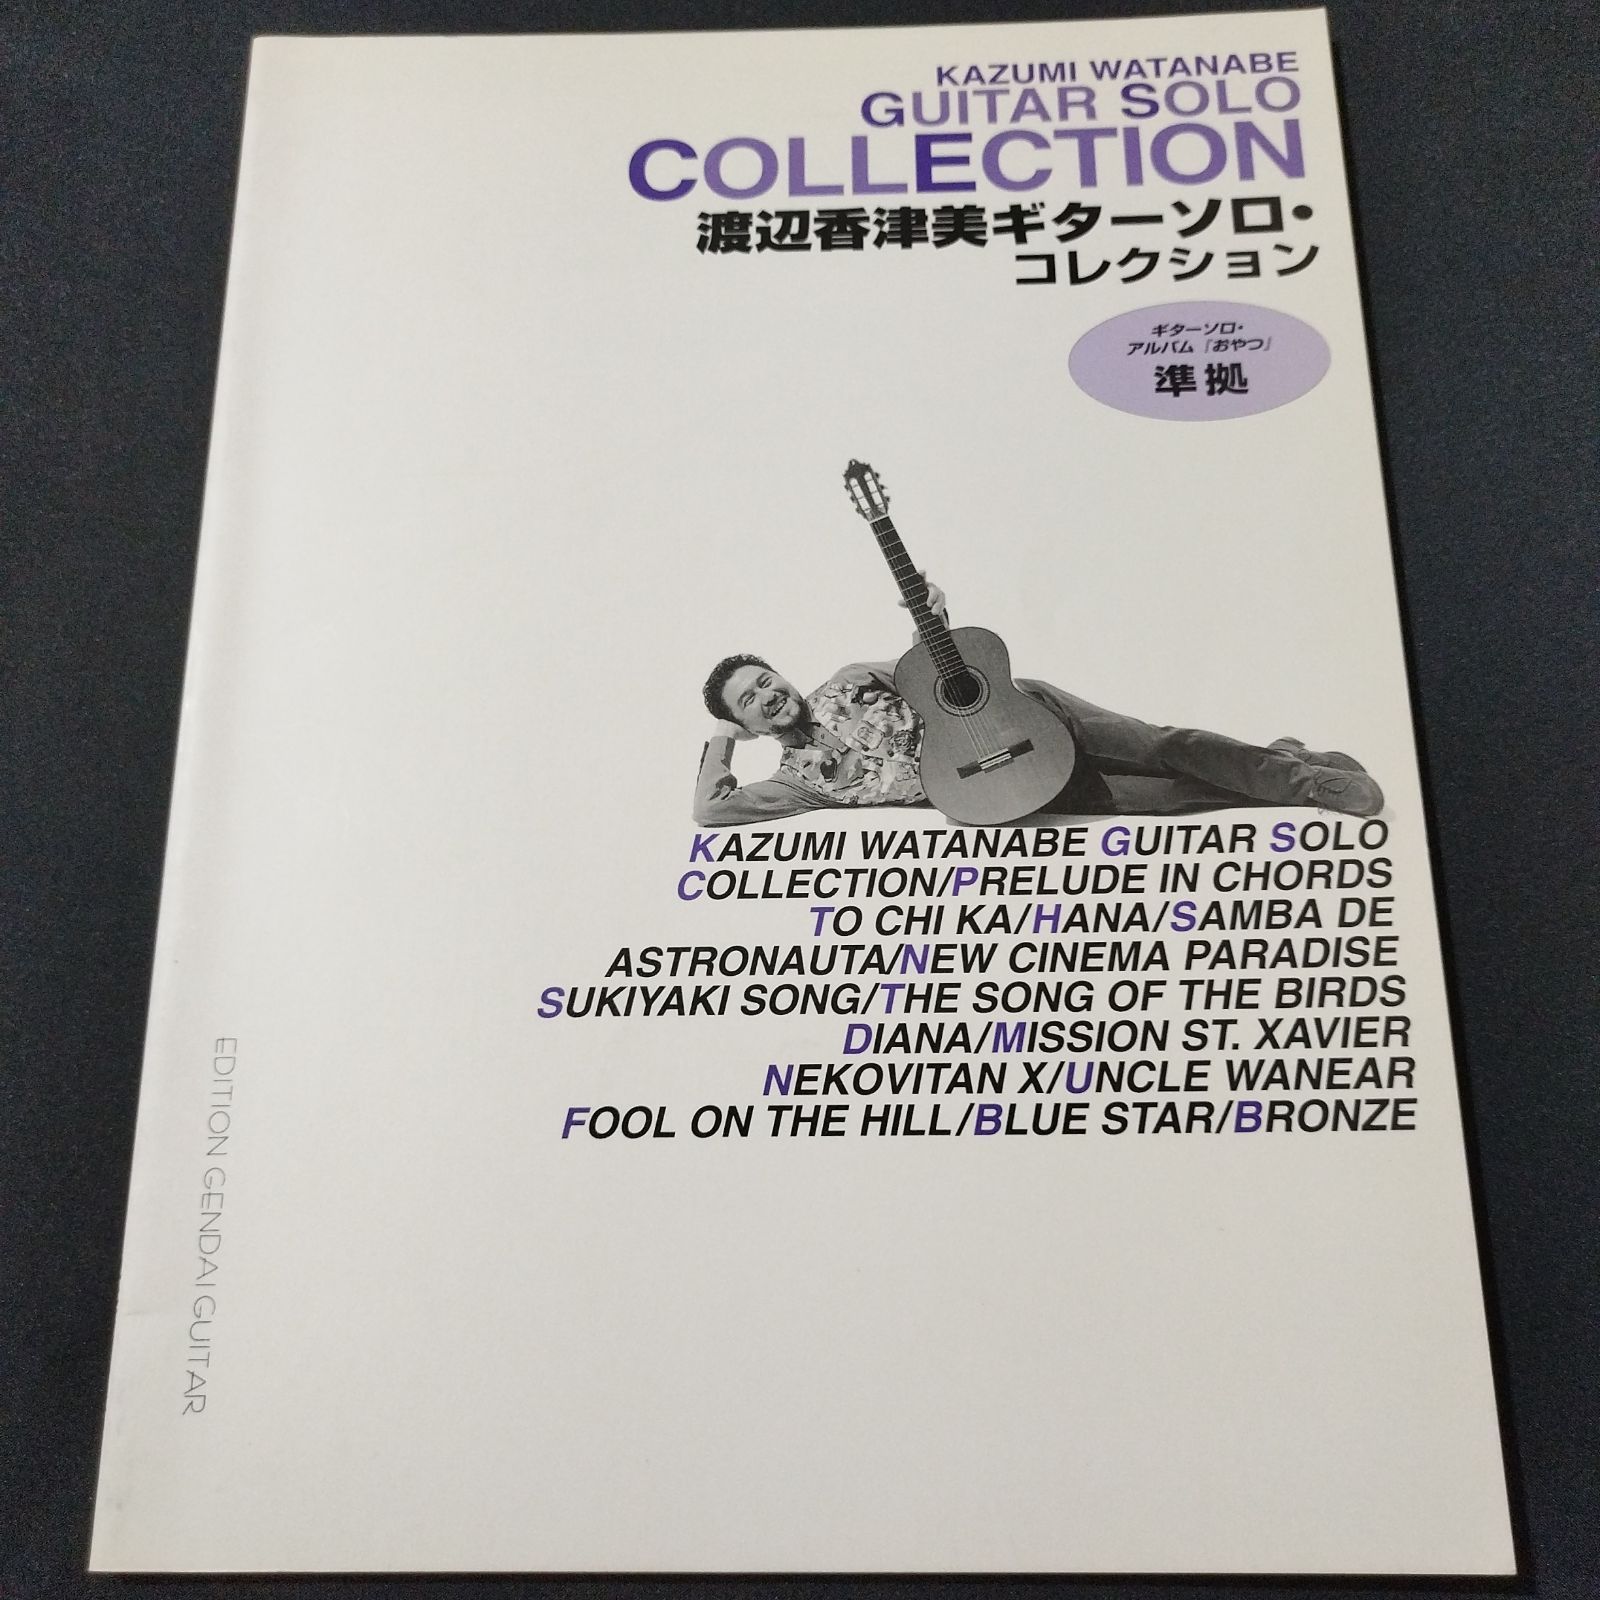 KAZUMI WATANABE
GUITAR SOLO
COLLECTION
渡辺香津美ギターソロ・
コレクション
ギターソロ・
アルバム「おやつ」
準拠
KAZUMI WATANABE GUITAR SOLO
COLLECTION/PRELUDE IN CHORDS
TO CHI KA/HANA/SAMBA DE
ASTRONAUTA/NEW CINEMA PARADISE
SUKIYAKI SONG/THE SONG OF THE BIRDS
DIANA/MISSION ST. XAVIER
NEKOVITAN X/UNCLE WANEAR
FOOL ON THE HILL/BLUE STAR/BRONZE
EDITION GENDAI GUITAR